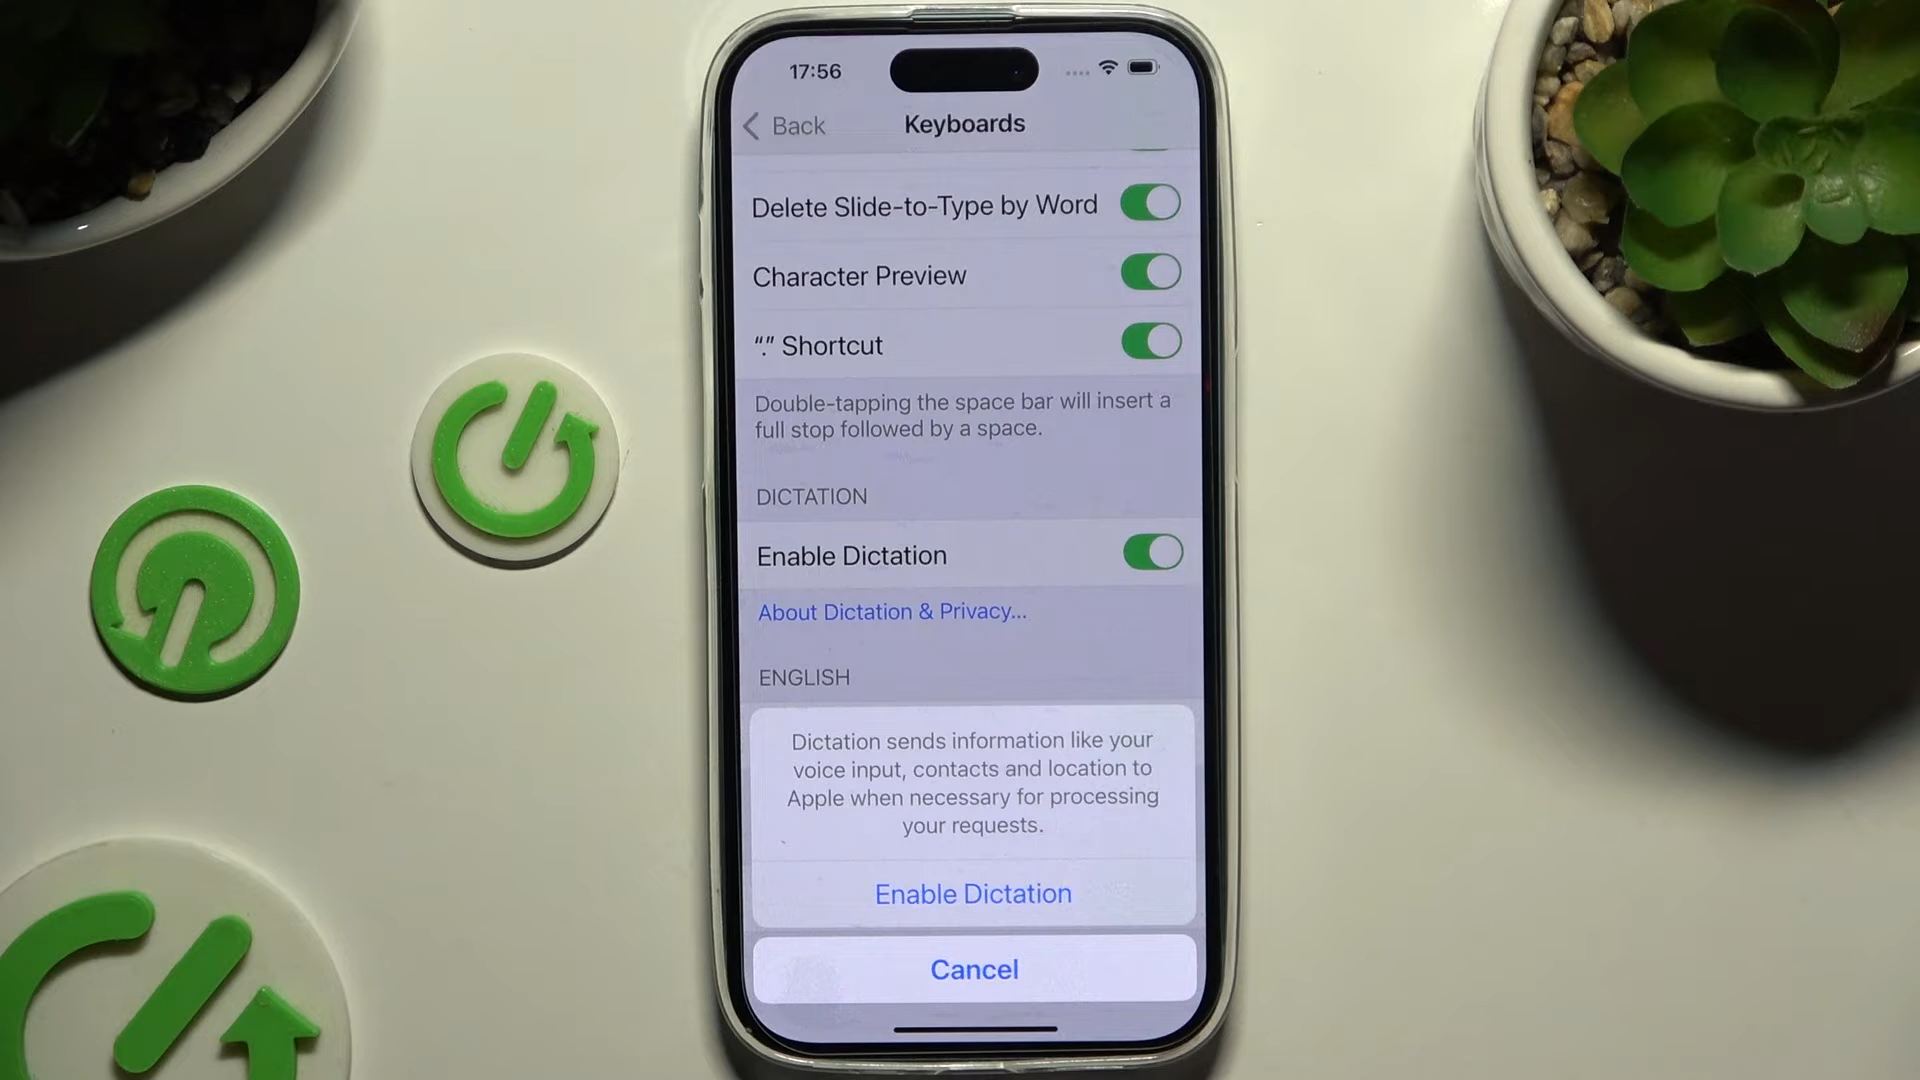 17:56
Back
Keyboards
Delete Slide-to-Type by Word
Character Preview
“.” Shortcut
Double-tapping the space bar will insert a
full stop followed by a space.
DICTATION
Enable Dictation
About Dictation & Privacy...
ENGLISH
Dictation sends information like your
voice input, contacts and location to
Apple when necessary for processing
your requests.
Enable Dictation
Cancel